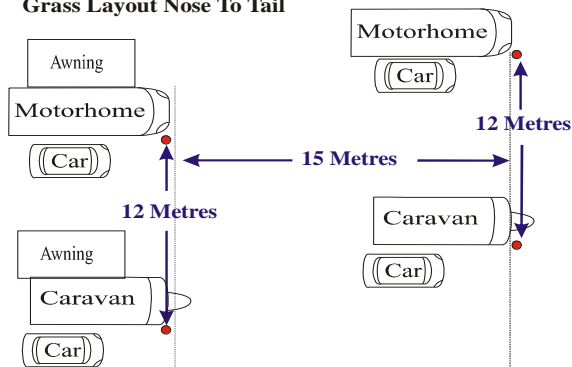 Grass Layout Nose To Tail
Motorhome
Car
Awning
Motorhome
Car
12 Metres
15 Metres
12 Metres
Caravan
Car
Awning
Caravan
Car